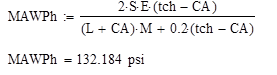 MAWPh := 2·S·E·(tch − CA) / (L + CA)·M + 0.2(tch − CA)
MAWPh = 132.184 psi